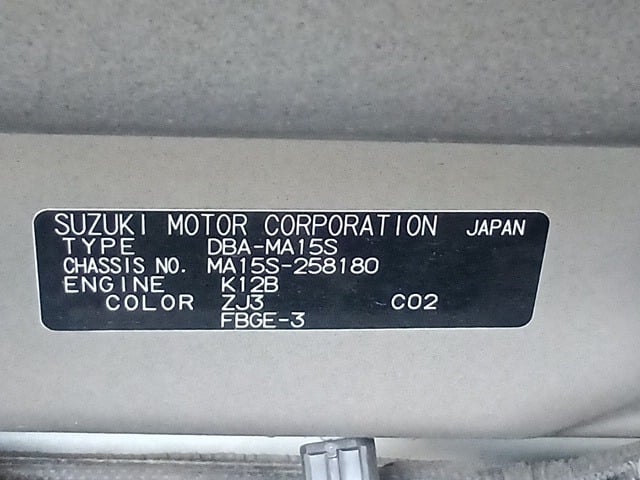 SUZUKI MOTOR CORPORATION JAPAN
TYPE DBA-MA15S
CHASSIS NO. MA15S-258180
ENGINE K12B
COLOR ZJ3 C02
FBGE-3